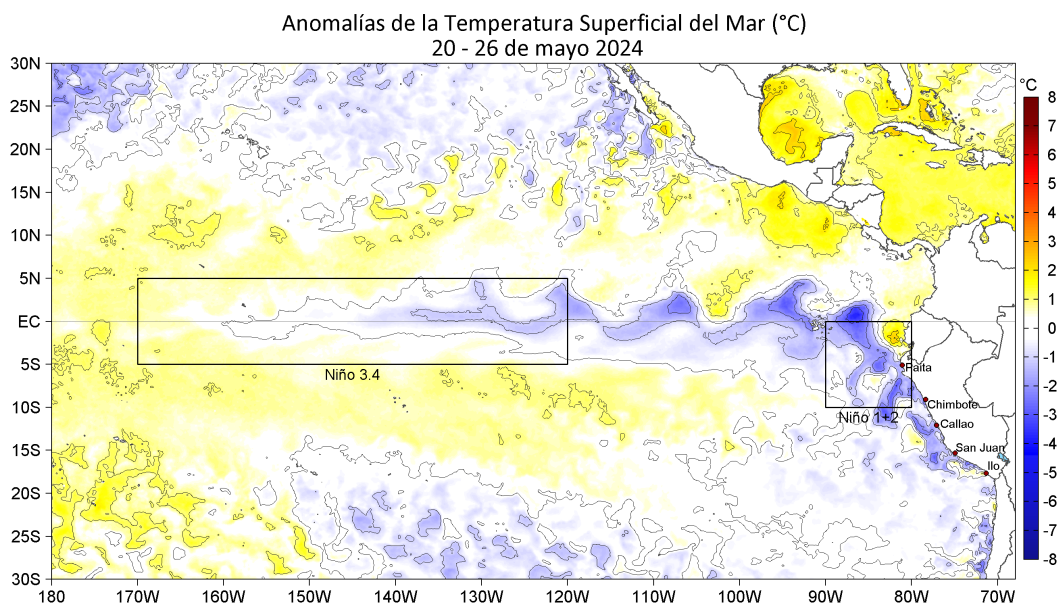 Anomalías de la Temperatura Superficial del Mar (°C)
20 - 26 de mayo 2024
30N
25N
20N
15N
10N
5N
EC
5S
10S
15S
20S
25S
30S
180
170W
160W
150W
140W
130W
120W
110W
100W
90W
80W
70W
Niño 3.4
Niño 1+2
Paita
Chimbote
Callao
San Juan
Ilo
°C
8
7
6
5
4
3
2
1
0
-1
-2
-3
-4
-5
-6
-7
-8